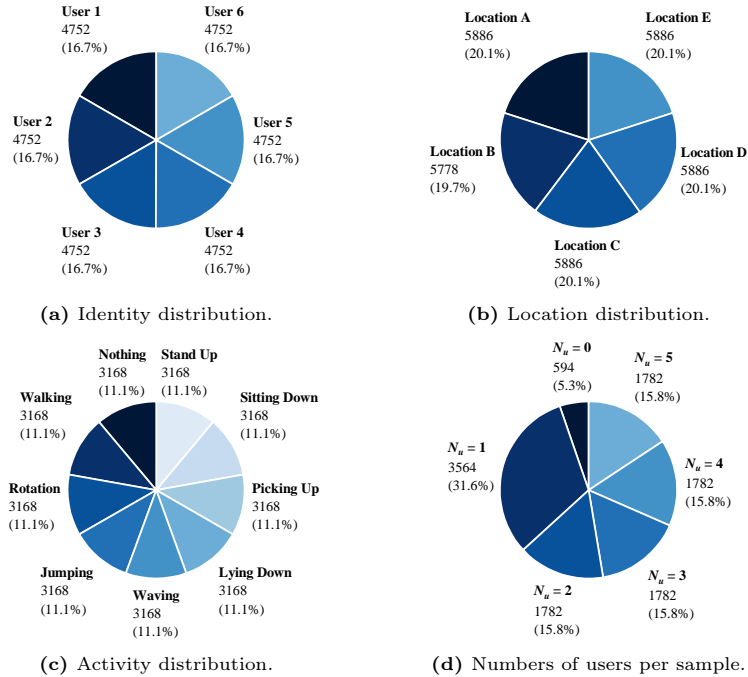 User 1
4752
(16.7%)
User 6
4752
(16.7%)
User 2
4752
(16.7%)
User 5
4752
(16.7%)
User 3
4752
(16.7%)
User 4
4752
(16.7%)
(a) Identity distribution.
Location A
5886
(20.1%)
Location E
5886
(20.1%)
Location B
5778
(19.7%)
Location D
5886
(20.1%)
Location C
5886
(20.1%)
(b) Location distribution.
Nothing
3168
(11.1%)
Stand Up
3168
(11.1%)
Walking
3168
(11.1%)
Sitting Down
3168
(11.1%)
Rotation
3168
(11.1%)
Picking Up
3168
(11.1%)
Jumping
3168
(11.1%)
Waving
3168
(11.1%)
Lying Down
3168
(11.1%)
(c) Activity distribution.
Nᵤ = 0
594
(5.3%)
Nᵤ = 5
1782
(15.8%)
Nᵤ = 1
3564
(31.6%)
Nᵤ = 4
1782
(15.8%)
Nᵤ = 2
1782
(15.8%)
Nᵤ = 3
1782
(15.8%)
(d) Numbers of users per sample.